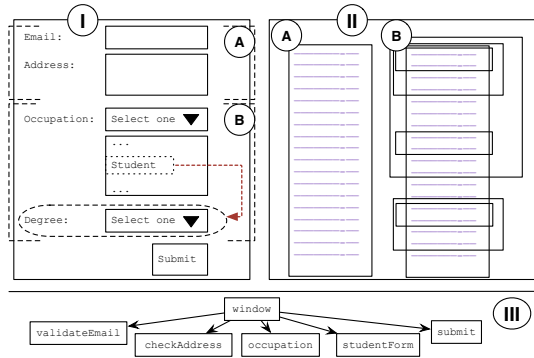 I
II
Email:
A
A
B
Address:
Occupation:
Select one
B
...
Student
...
Degree:
Select one
Submit
window
III
validateEmail
checkAddress
occupation
studentForm
submit